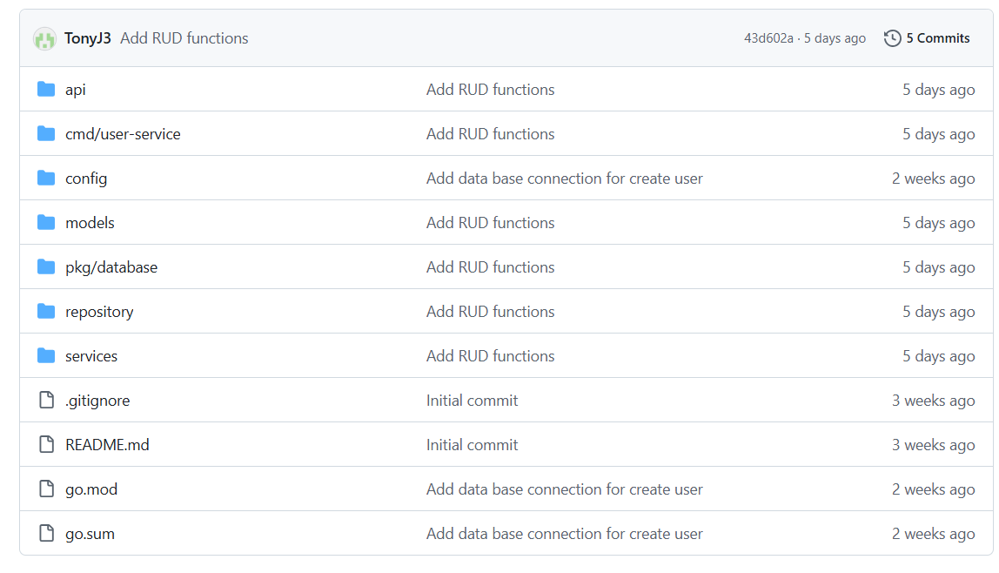 TonyJ3 Add RUD functions 43d602a · 5 days ago 5 Commits
api Add RUD functions 5 days ago
cmd/user-service Add RUD functions 5 days ago
config Add data base connection for create user 2 weeks ago
models Add RUD functions 5 days ago
pkg/database Add RUD functions 5 days ago
repository Add RUD functions 5 days ago
services Add RUD functions 5 days ago
.gitignore Initial commit 3 weeks ago
README.md Initial commit 3 weeks ago
go.mod Add data base connection for create user 2 weeks ago
go.sum Add data base connection for create user 2 weeks ago